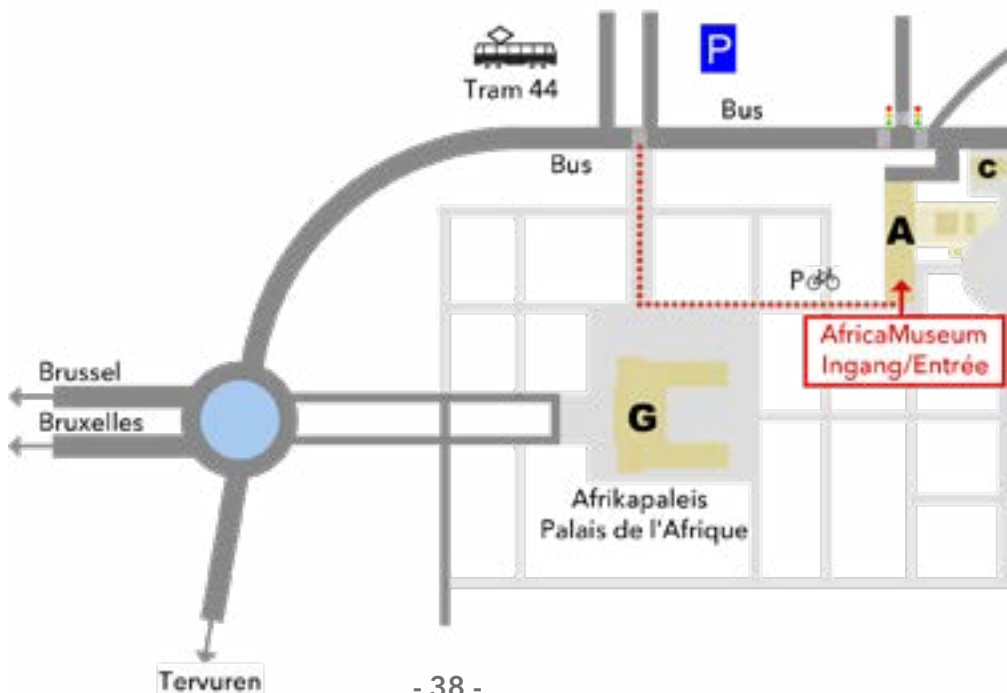 Tram 44
P
Bus
Bus
C
A
P
AfricaMuseum
Ingang/Entrée
Brussel
Bruxelles
G
Afrikapaleis
Palais de l'Afrique
Tervuren
- 38 -